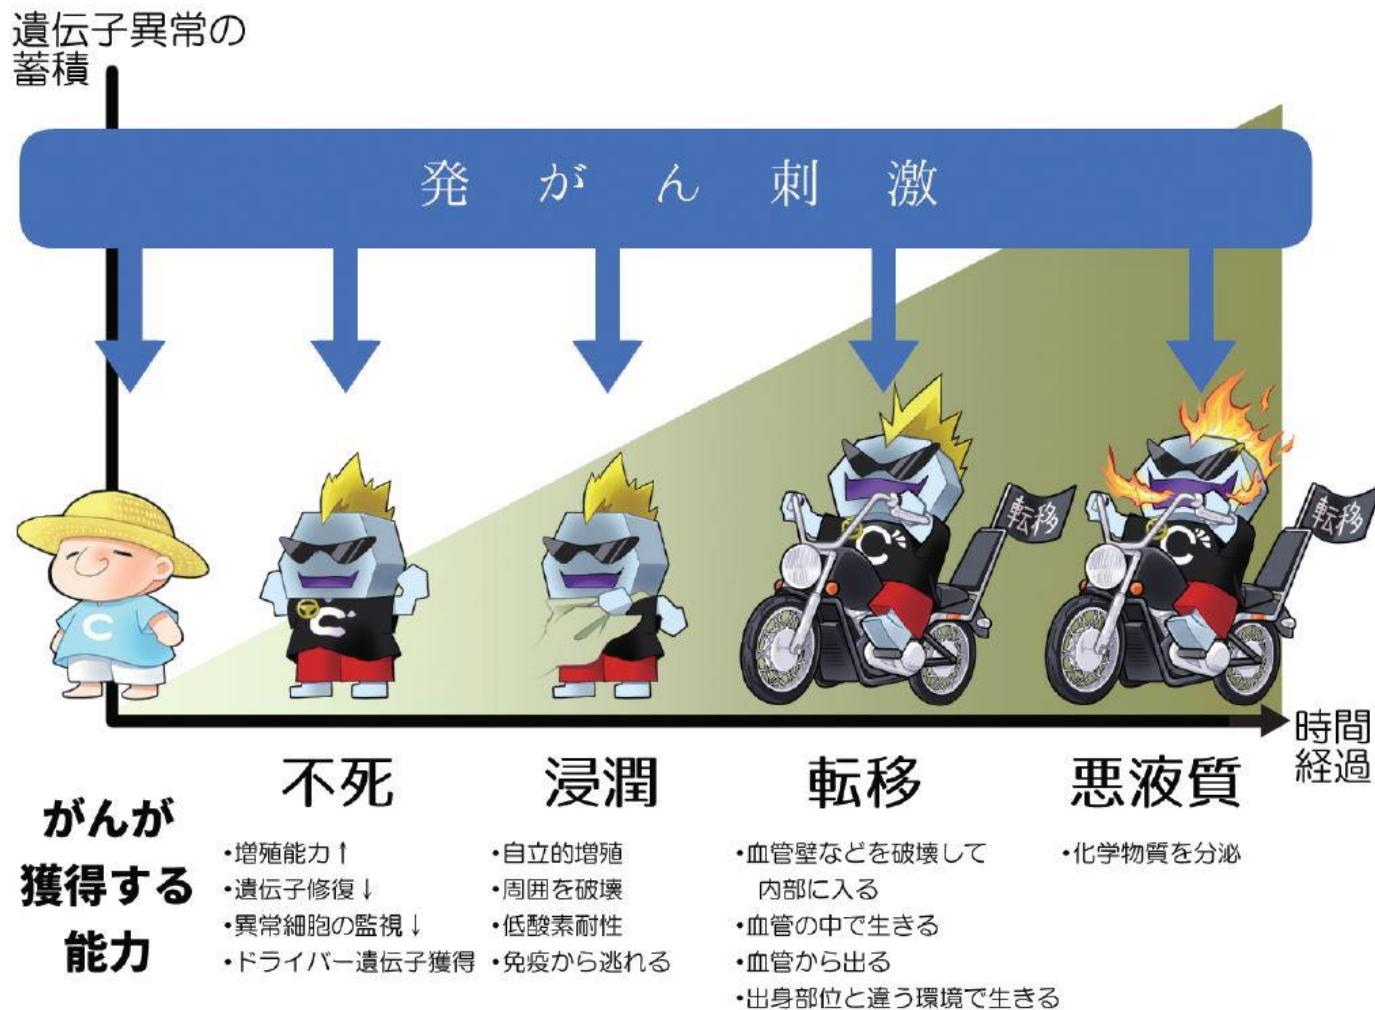 遺伝子異常の
蓄積
発がん刺激
C
C
C
転移
C
転移
時間
経過
がんが
獲得する
能力
不死
・増殖能力↑
・遺伝子修復↓
・異常細胞の監視↓
・ドライバー遺伝子獲得
浸潤
・自立的増殖
・周囲を破壊
・低酸素耐性
・免疫から逃れる
転移
・血管壁などを破壊して
内部に入る
・血管の中で生きる
・血管から出る
・出身部位と違う環境で生きる
悪液質
・化学物質を分泌